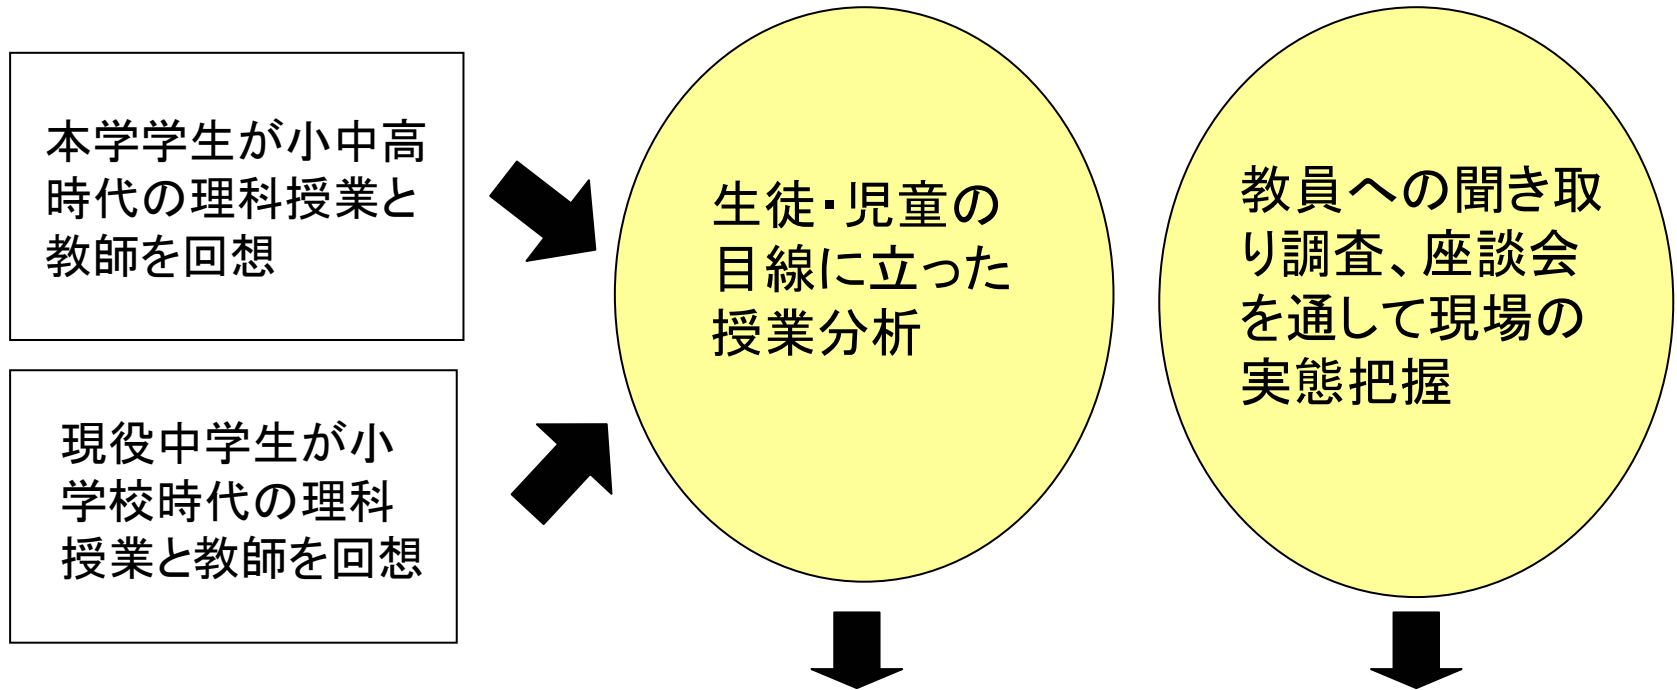 本学学生が小中高
時代の理科授業と
教師を回想
現役中学生が小
学校時代の理科
授業と教師を回想
生徒・児童の
目線に立った
授業分析
教員への聞き取
り調査、座談会
を通して現場の
実態把握